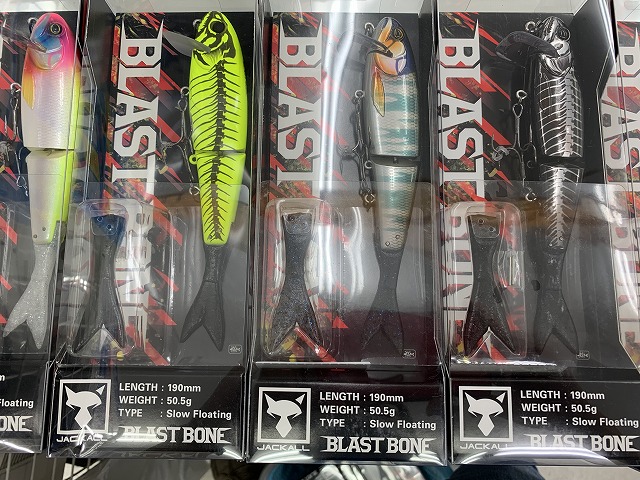 BLAST BONE
BLAST BONE
BLAST BONE
LENGTH : 190mm
WEIGHT : 50.5g
TYPE : Slow Floating
JACKALL
BLAST BONE
LENGTH : 190mm
WEIGHT : 50.5g
TYPE : Slow Floating
JACKALL
BLAST BONE
LENGTH : 190mm
WEIGHT : 50.5g
TYPE : Slow Floating
JACKALL
BLAST BONE